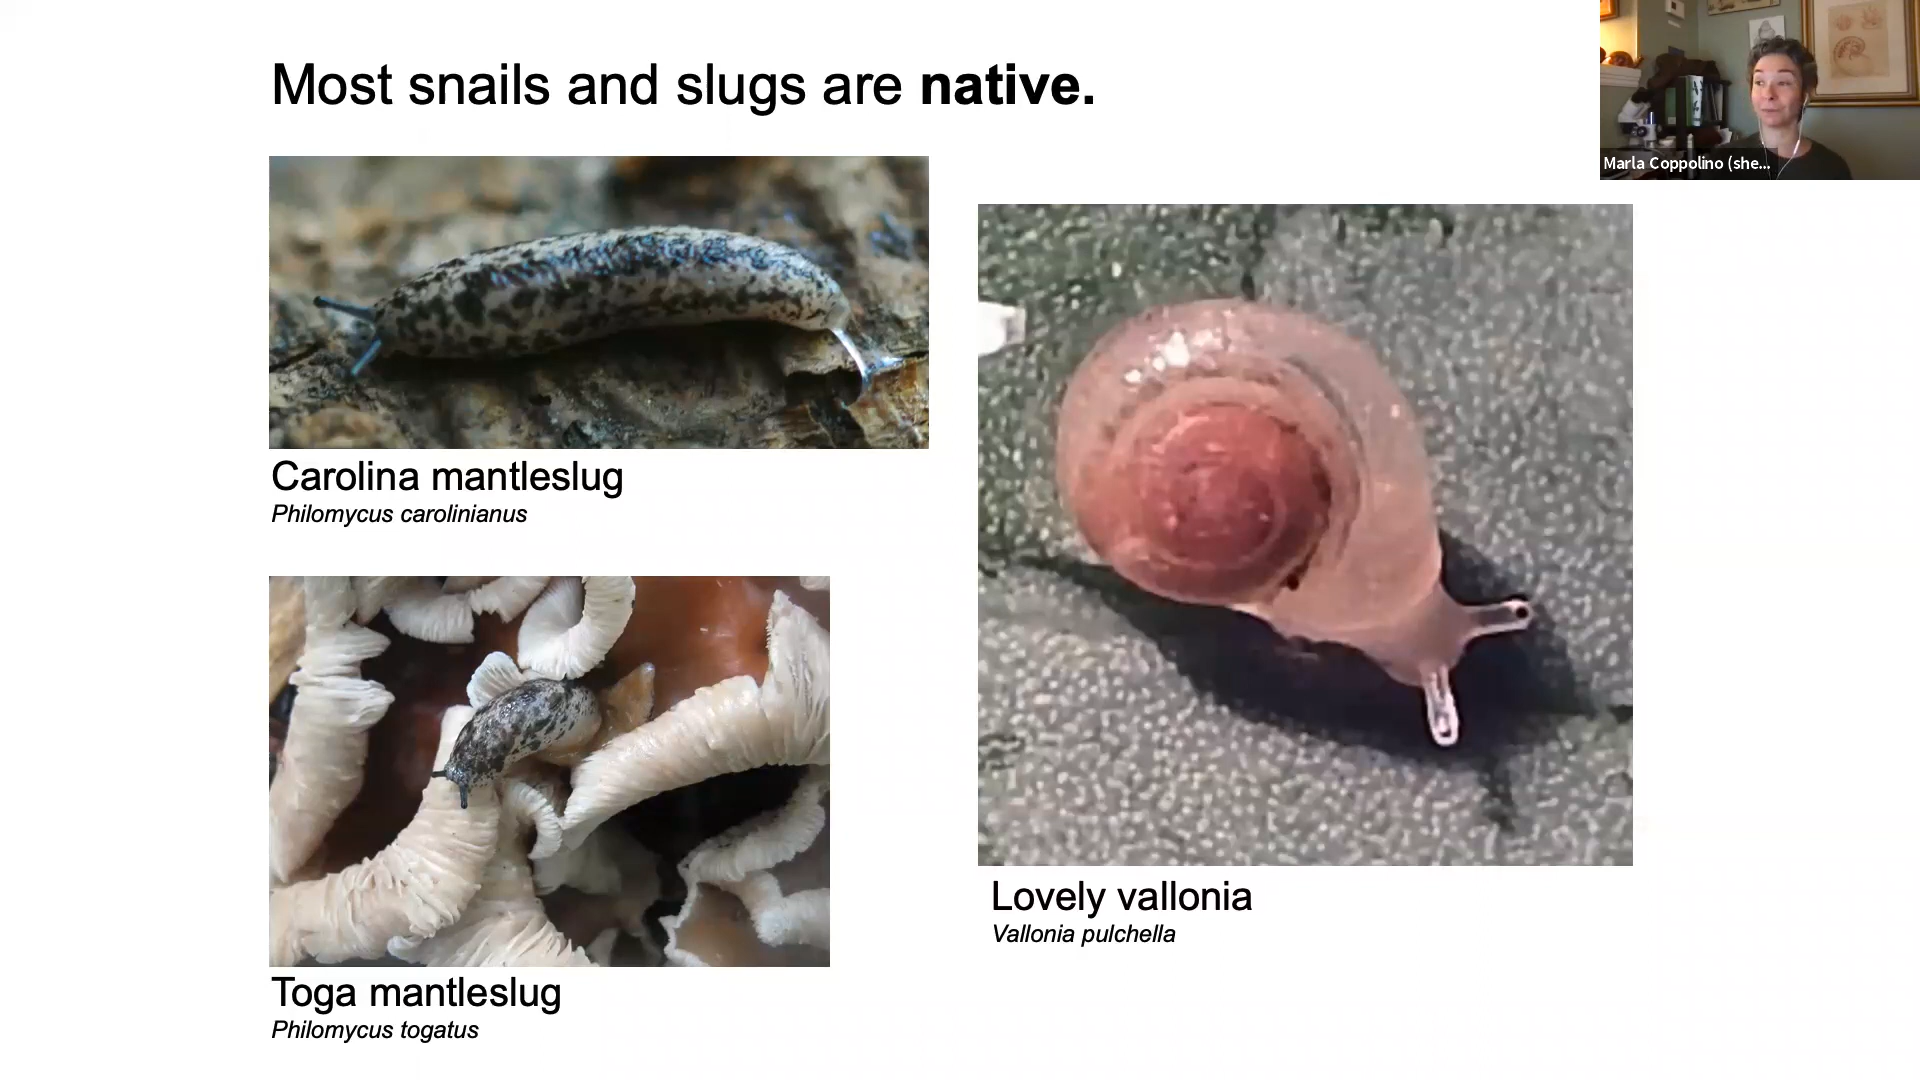 Most snails and slugs are native.
Marla Coppolino (she...
Carolina mantleslug
Philomycus carolinianus
Toga mantleslug
Philomycus togatus
Lovely vallonia
Vallonia pulchella